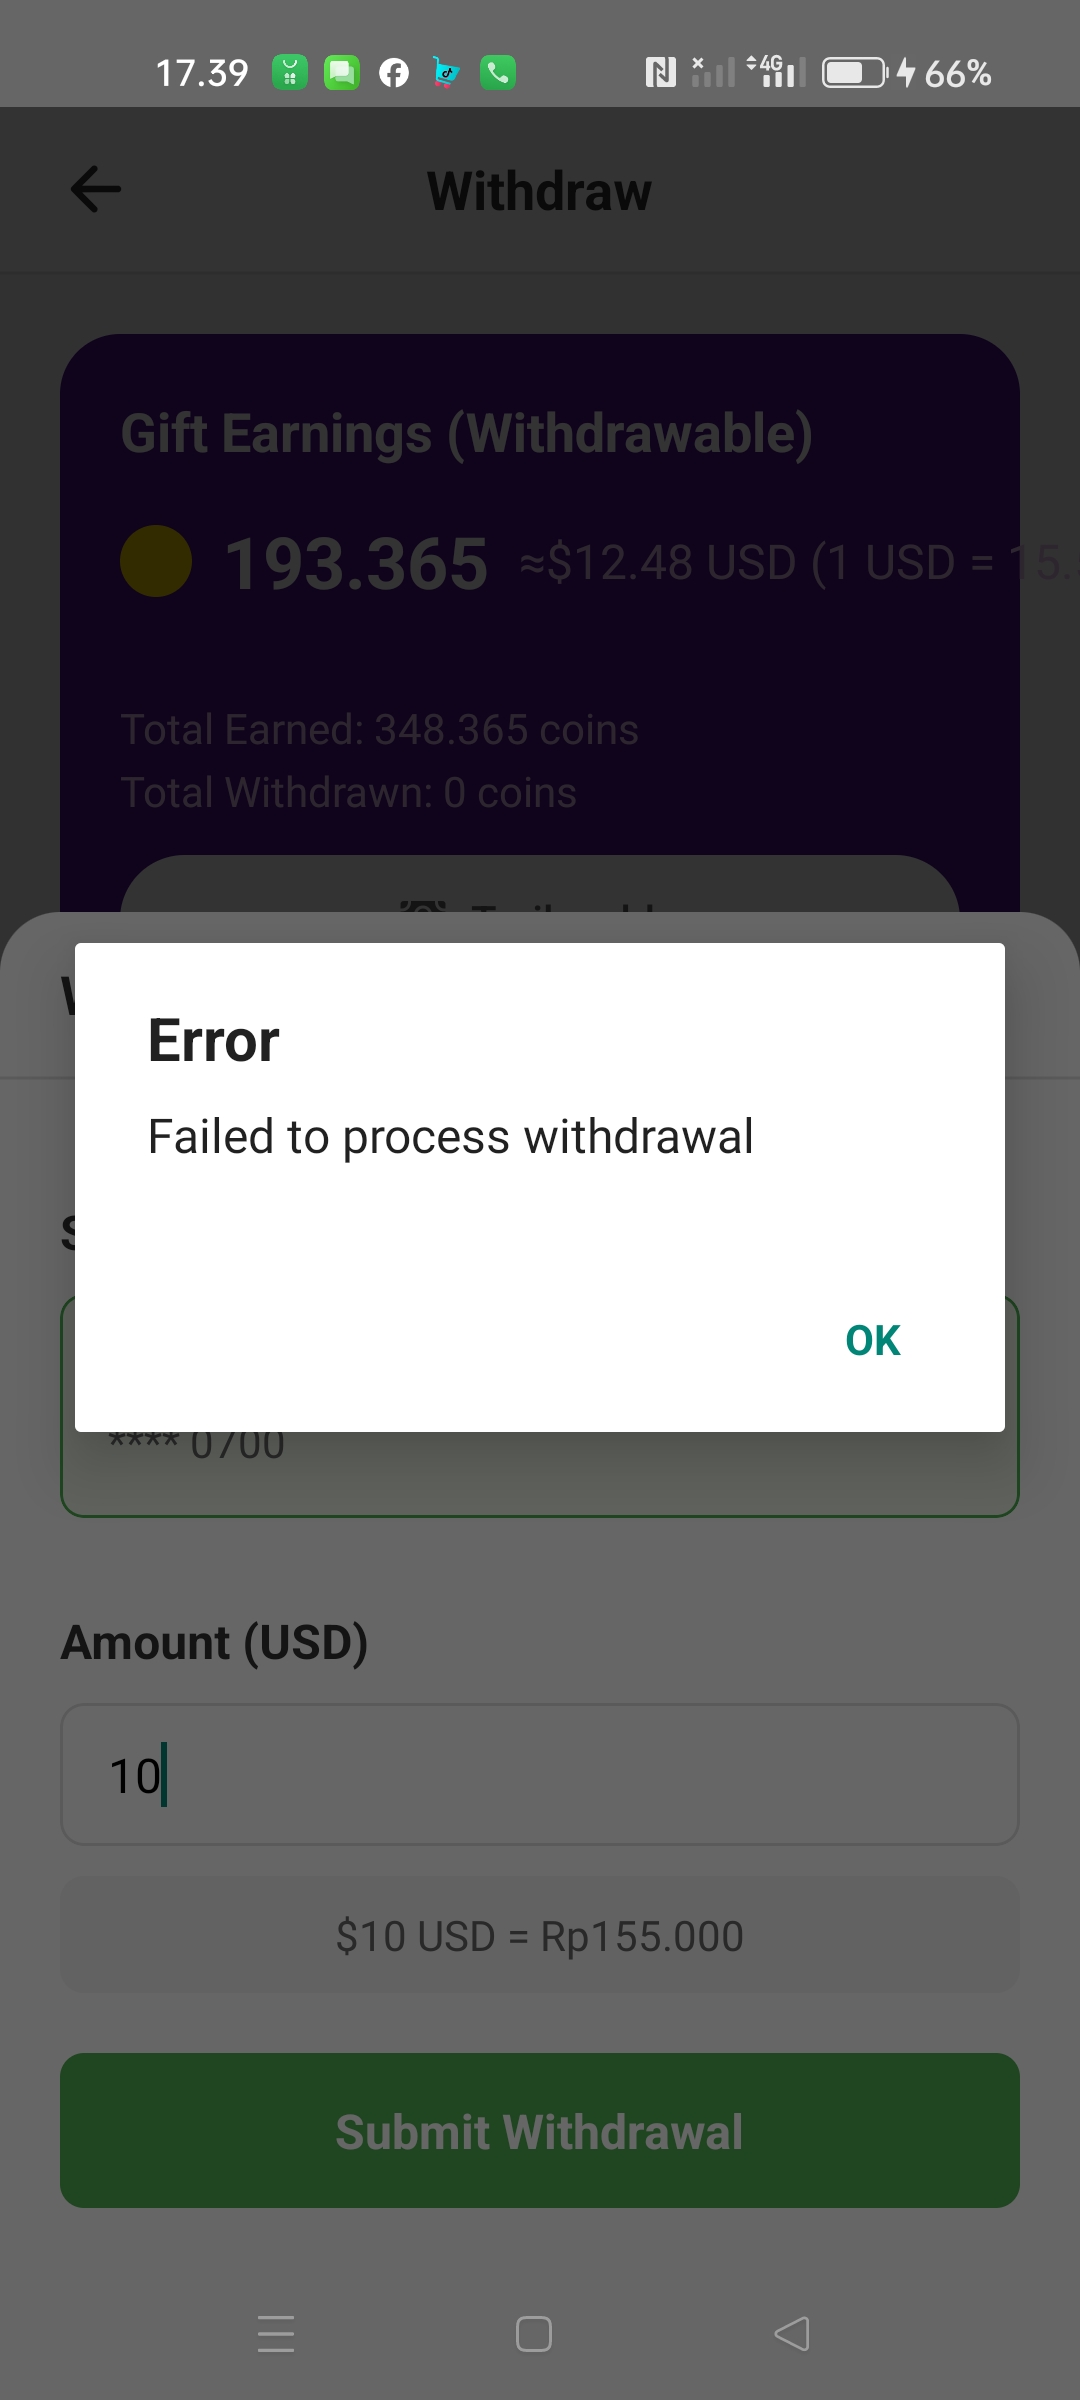 17.39 4G 66%
Withdraw
Gift Earnings (Withdrawable)
193.365 ≈$12.48 USD (1 USD = 15.
Total Earned: 348.365 coins
Total Withdrawn: 0 coins
Error
Failed to process withdrawal
OK
**** 0700
Amount (USD)
10
$10 USD = Rp155.000
Submit Withdrawal